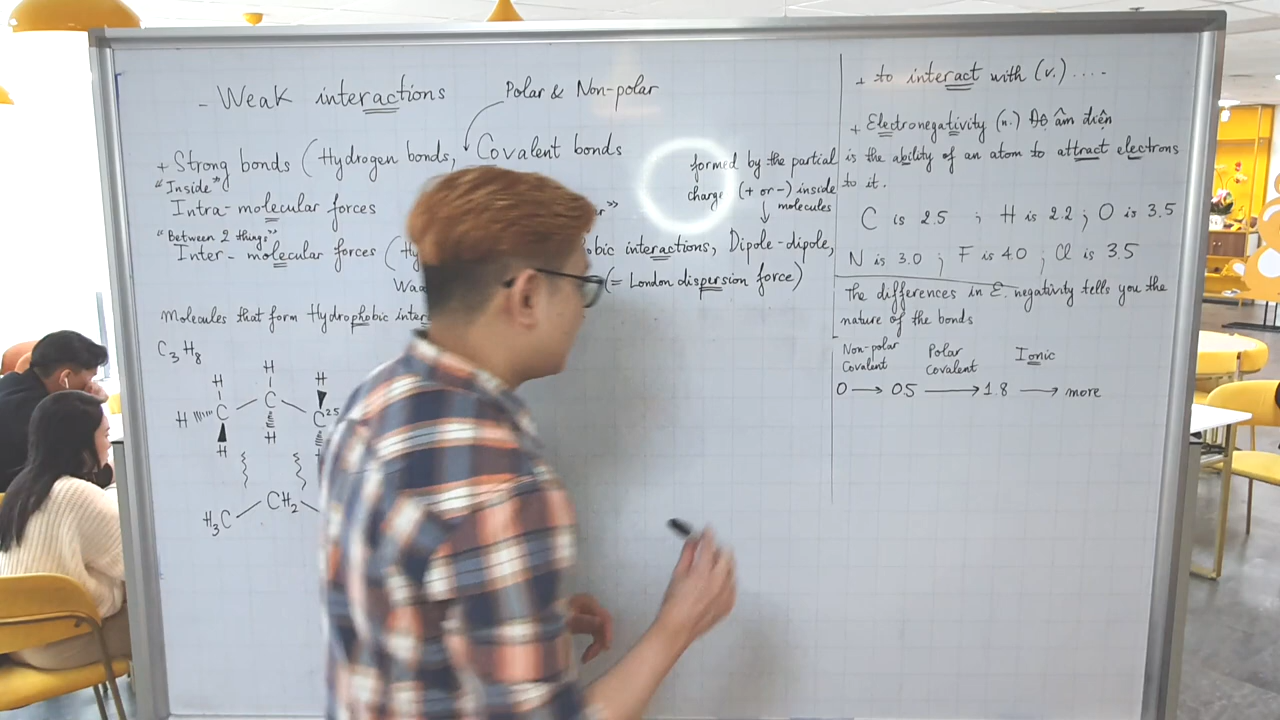 - Weak interactions
Polar & Non-polar
+ Strong bonds (Hydrogen bonds, Covalent bonds
"Inside"
Intra-molecular forces
"Between 2 things"
Inter-molecular forces (
interactions, Dipole-dipole,
(= London dispersion force)
Molecules that form Hydrophobic
C3H8
H H H
H C C C 2.5
H H
H3C CH2
formed by the partial
charge (+ or -) inside
molecules
+ to interact with (v.) ....
+ Electronegativity (n.) Độ âm điện
is the ability of an atom to attract electrons
to it.
C is 2.5 ; H is 2.2 ; O is 3.5
N is 3.0 ; F is 4.0 ; Cl is 3.5
The differences in E. negativity tells you the
nature of the bonds
Non-polar Covalent
Polar Covalent
Ionic
0 → 0.5 → 1.8 → more